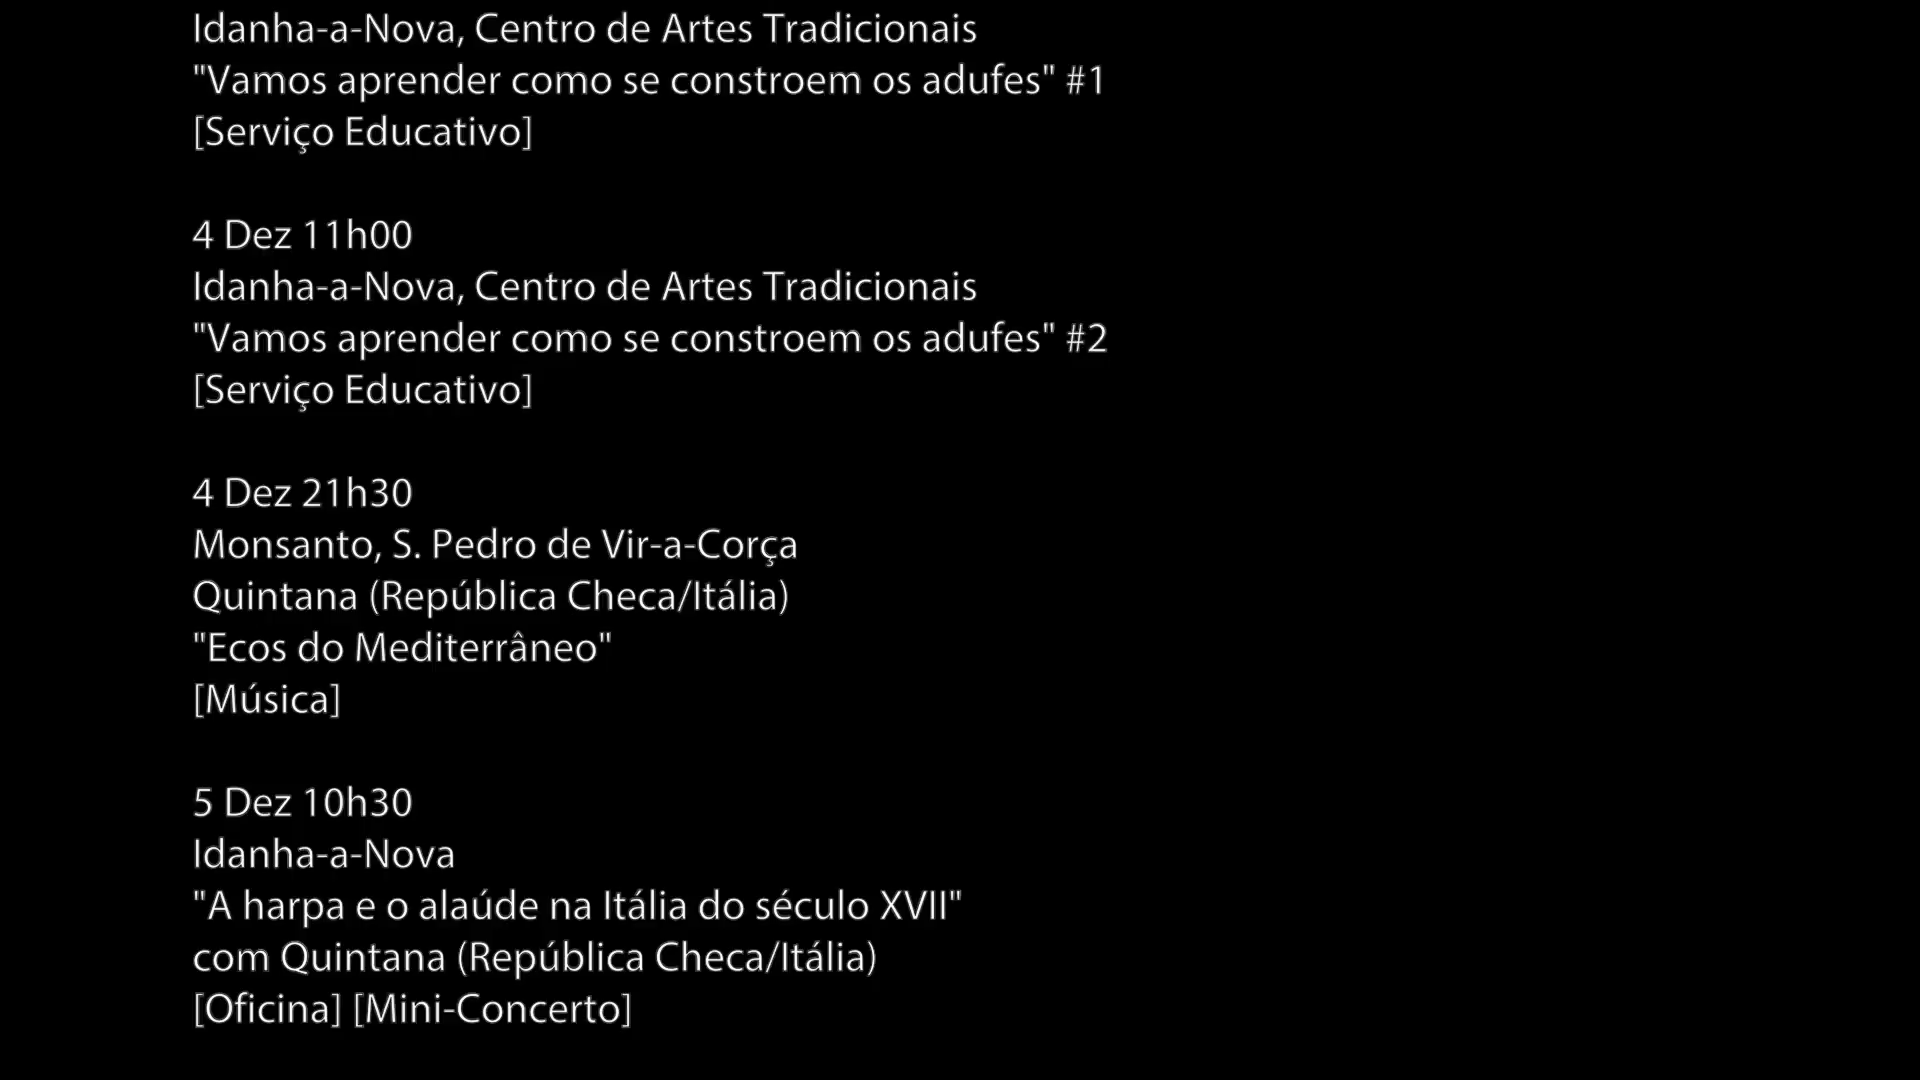 Idanha-a-Nova, Centro de Artes Tradicionais
"Vamos aprender como se constroem os adufes" #1
[Serviço Educativo]
4 Dez 11h00
Idanha-a-Nova, Centro de Artes Tradicionais
"Vamos aprender como se constroem os adufes" #2
[Serviço Educativo]
4 Dez 21h30
Monsanto, S. Pedro de Vir-a-Corça
Quintana (República Checa/Itália)
"Ecos do Mediterrâneo"
[Música]
5 Dez 10h30
Idanha-a-Nova
"A harpa e o alaúde na Itália do século XVII"
com Quintana (República Checa/Itália)
[Oficina] [Mini-Concerto]